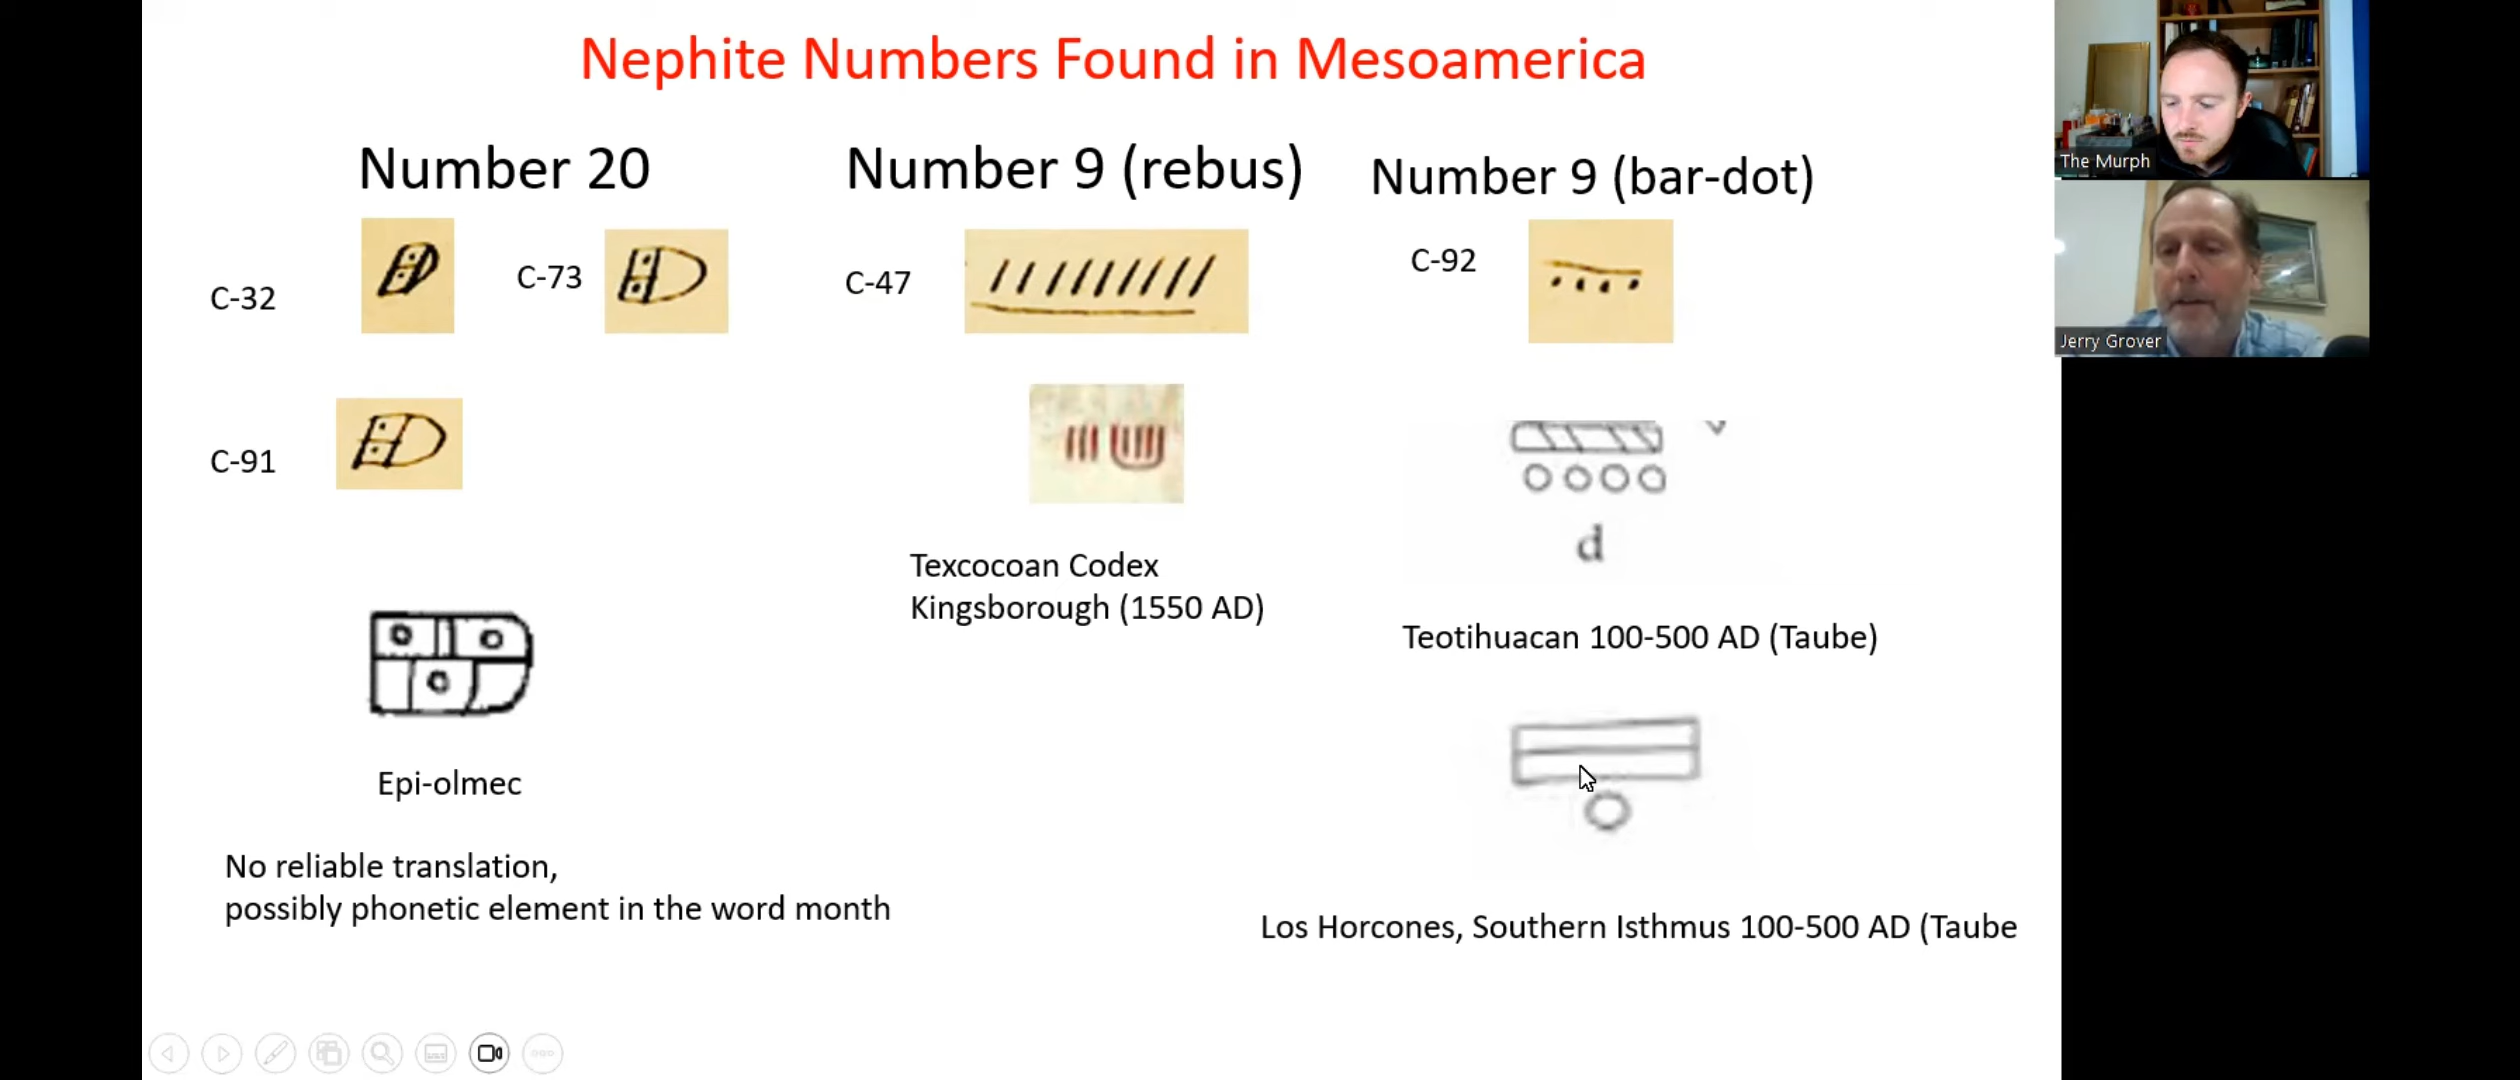 Nephite Numbers Found in Mesoamerica
Number 20
Number 9 (rebus)
Number 9 (bar-dot)
C-32
C-73
C-47
C-92
C-91
d
Texcocoan Codex
Kingsborough (1550 AD)
Teotihuacan 100-500 AD (Taube)
Epi-olmec
No reliable translation,
possibly phonetic element in the word month
Los Horcones, Southern Isthmus 100-500 AD (Taube
The Murph
Jerry Grover